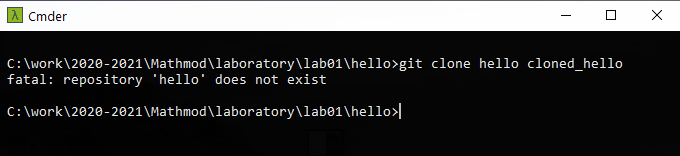 λ Cmder
C:\work\2020-2021\Mathmod\laboratory\lab01\hello>git clone hello cloned_hello
fatal: repository 'hello' does not exist
C:\work\2020-2021\Mathmod\laboratory\lab01\hello>